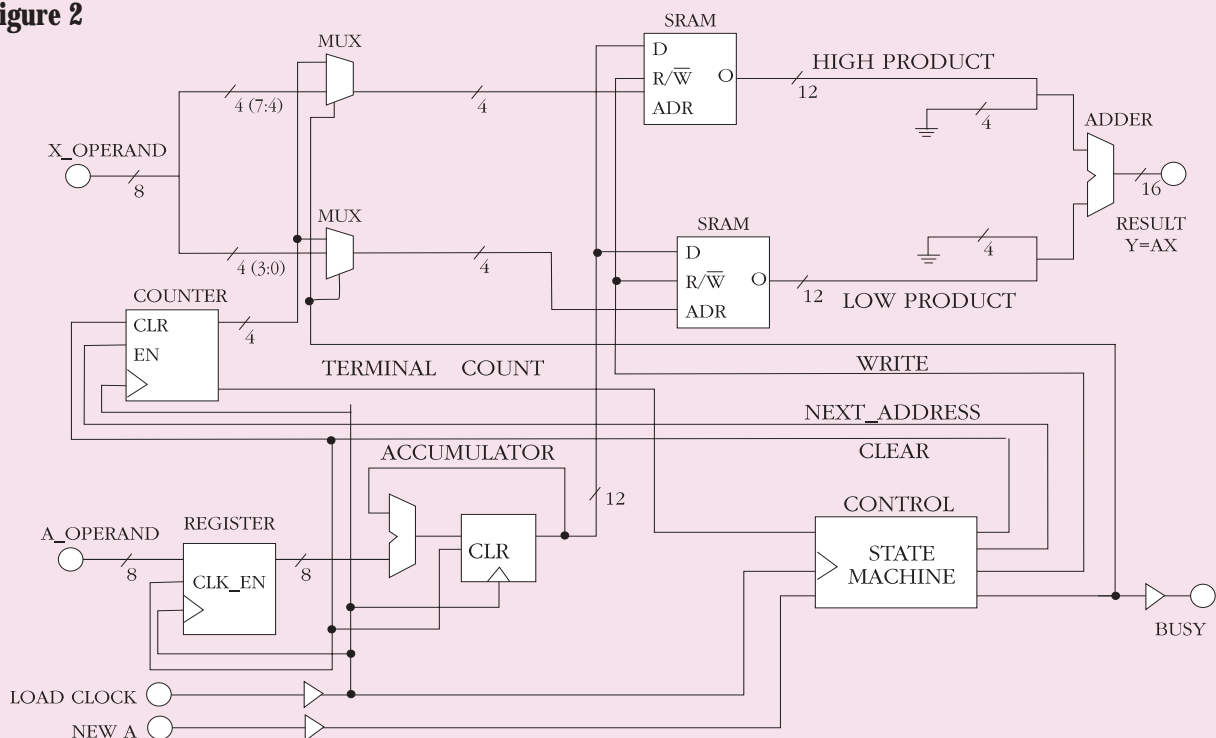 igure 2
SRAM
MUX
D
R/W̅
O
ADR
HIGH PRODUCT
12
4 (7:4)
4
4
ADDER
X_OPERAND
8
16
RESULT
Y=AX
MUX
SRAM
4 (3:0)
4
D
R/W̅
O
ADR
4
12
LOW PRODUCT
COUNTER
CLR
EN
4
TERMINAL COUNT
WRITE
NEXT_ADDRESS
CLEAR
ACCUMULATOR
12
CONTROL
STATE
MACHINE
A_OPERAND
8
REGISTER
CLK_EN
8
CLR
BUSY
LOAD CLOCK
NEW A